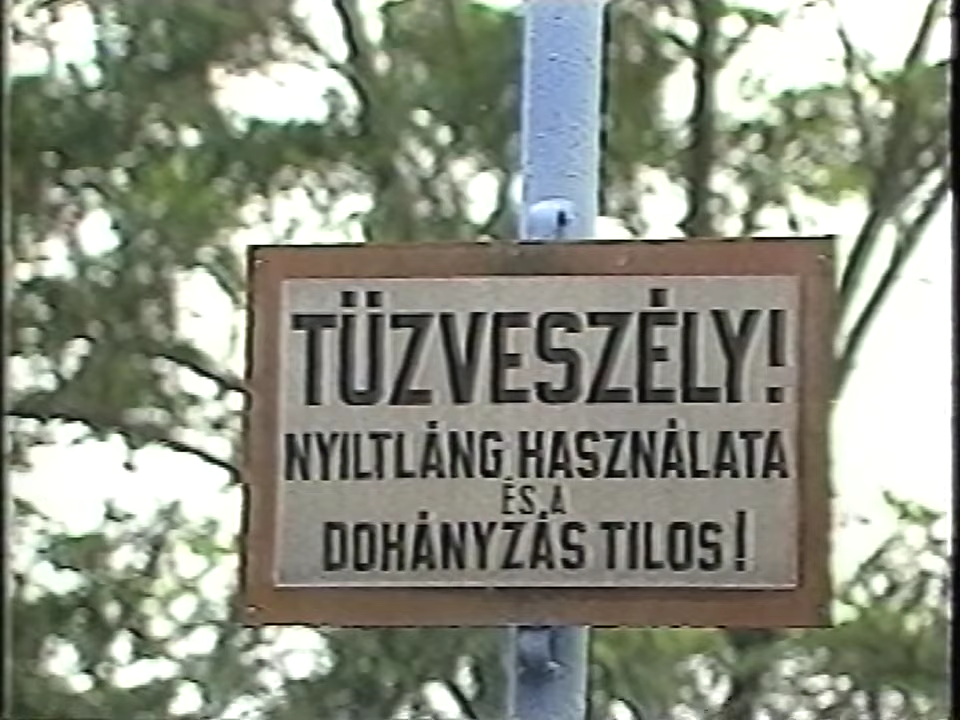 TÜZVESZÉLY!
NYILTLÁNG HASZNÁLATA
ÉS A
DOHÁNYZÁS TILOS!